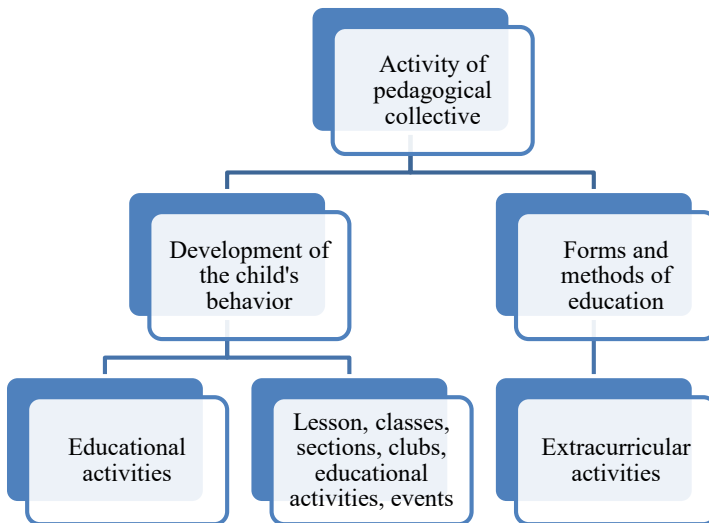 Activity of
pedagogical
collective
Development of
the child's
behavior
Forms and
methods of
education
Educational
activities
Lesson, classes,
sections, clubs,
educational
activities, events
Extracurricular
activities